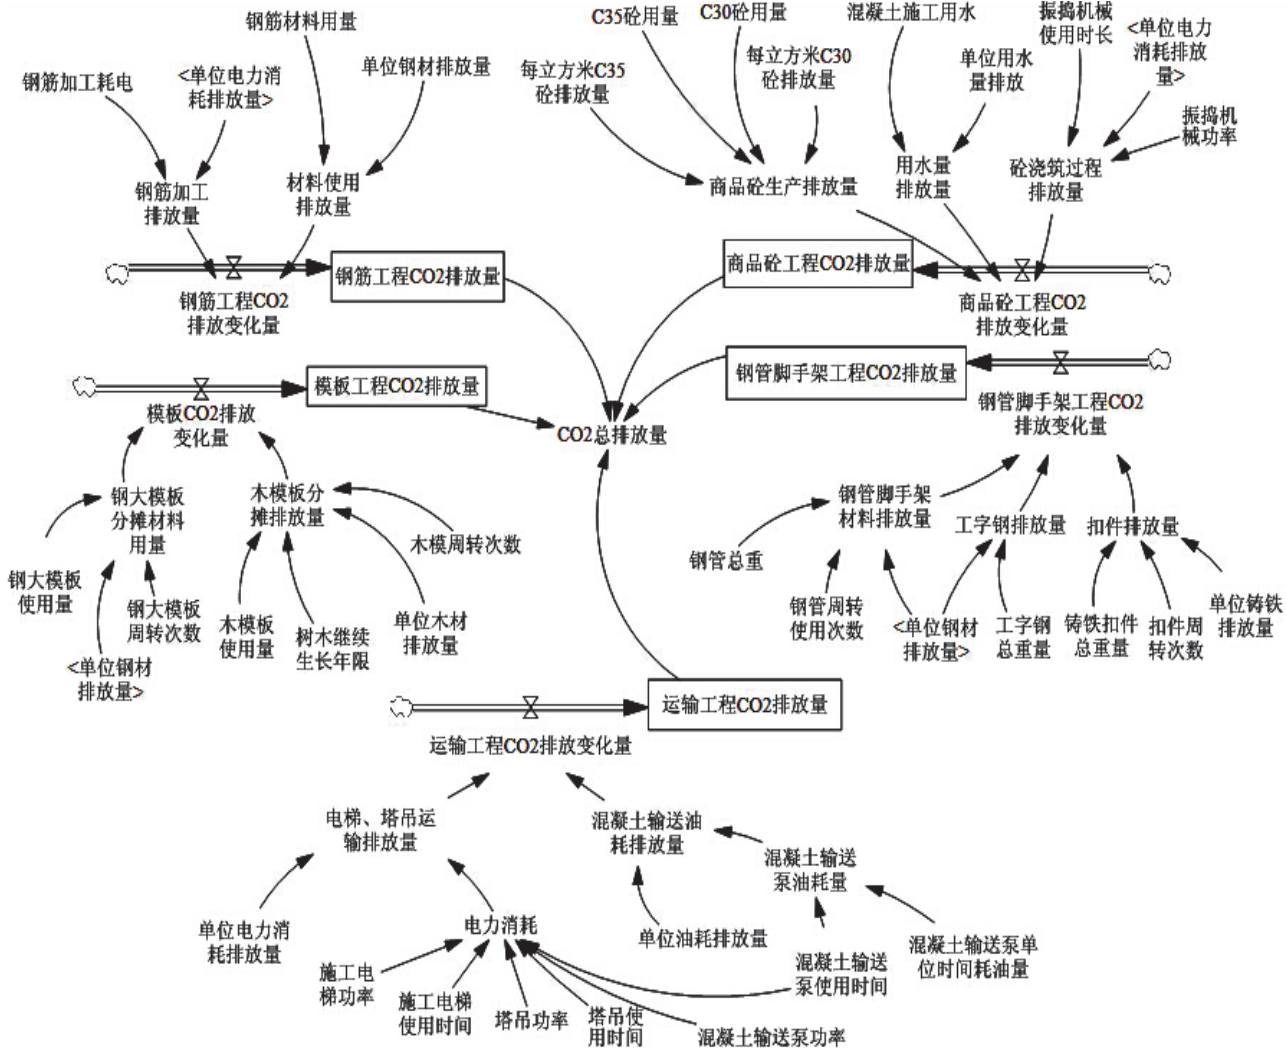 钢筋材料用量
钢筋加工耗电
<单位电力消
耗排放量>
单位钢材排放量
钢筋加工
排放量
材料使用
排放量
钢筋工程CO2排放量
钢筋工程CO2
排放变化量
C35砼用量
C30砼用量
混凝土施工用水
振捣机械
使用时长
<单位电力
消耗排放
量>
每立方米C35
砼排放量
每立方米C30
砼排放量
单位用水
量排放
振捣机
械功率
商品砼生产排放量
用水量
排放量
砼浇筑过程
排放量
商品砼工程CO2排放量
商品砼工程CO2
排放变化量
模板工程CO2排放量
模板CO2排放
变化量
钢管脚手架工程CO2排放量
钢管脚手架工程CO2
排放变化量
CO2总排放量
钢大模板
分摊材料
用量
木模板分
摊排放量
木模周转次数
钢大模板
使用量
钢大模板
周转次数
<单位钢材
排放量>
木模板
使用量
树木继续
生长年限
单位木材
排放量
钢管脚手架
材料排放量
工字钢排放量
扣件排放量
钢管总重
钢管周转
使用次数
<单位钢材
排放量>
工字钢
总重量
铸铁扣件
总重量
扣件周
转次数
单位铸铁
排放量
运输工程CO2排放量
运输工程CO2排放变化量
电梯、塔吊运
输排放量
混凝土输送油
耗排放量
混凝土输送
泵油耗量
单位电力消
耗排放量
电力消耗
单位油耗排放量
混凝土输送
泵使用时间
混凝土输送泵单
位时间耗油量
施工电
梯功率
施工电梯
使用时间
塔吊功率
塔吊使
用时间
混凝土输送泵功率